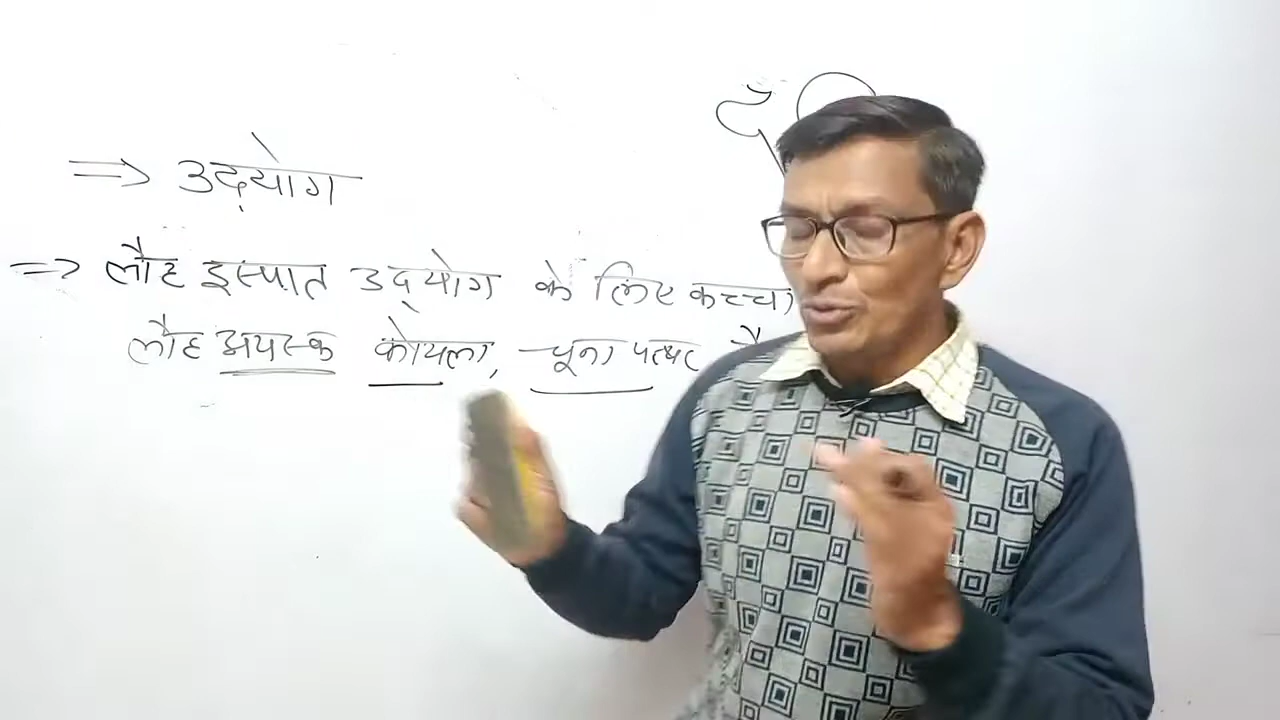 ⇒ उद्योग
⇒ लौह इस्पात उद्योग के लिए कच्चा
लौह अयस्क कोयला, चूना पत्थर